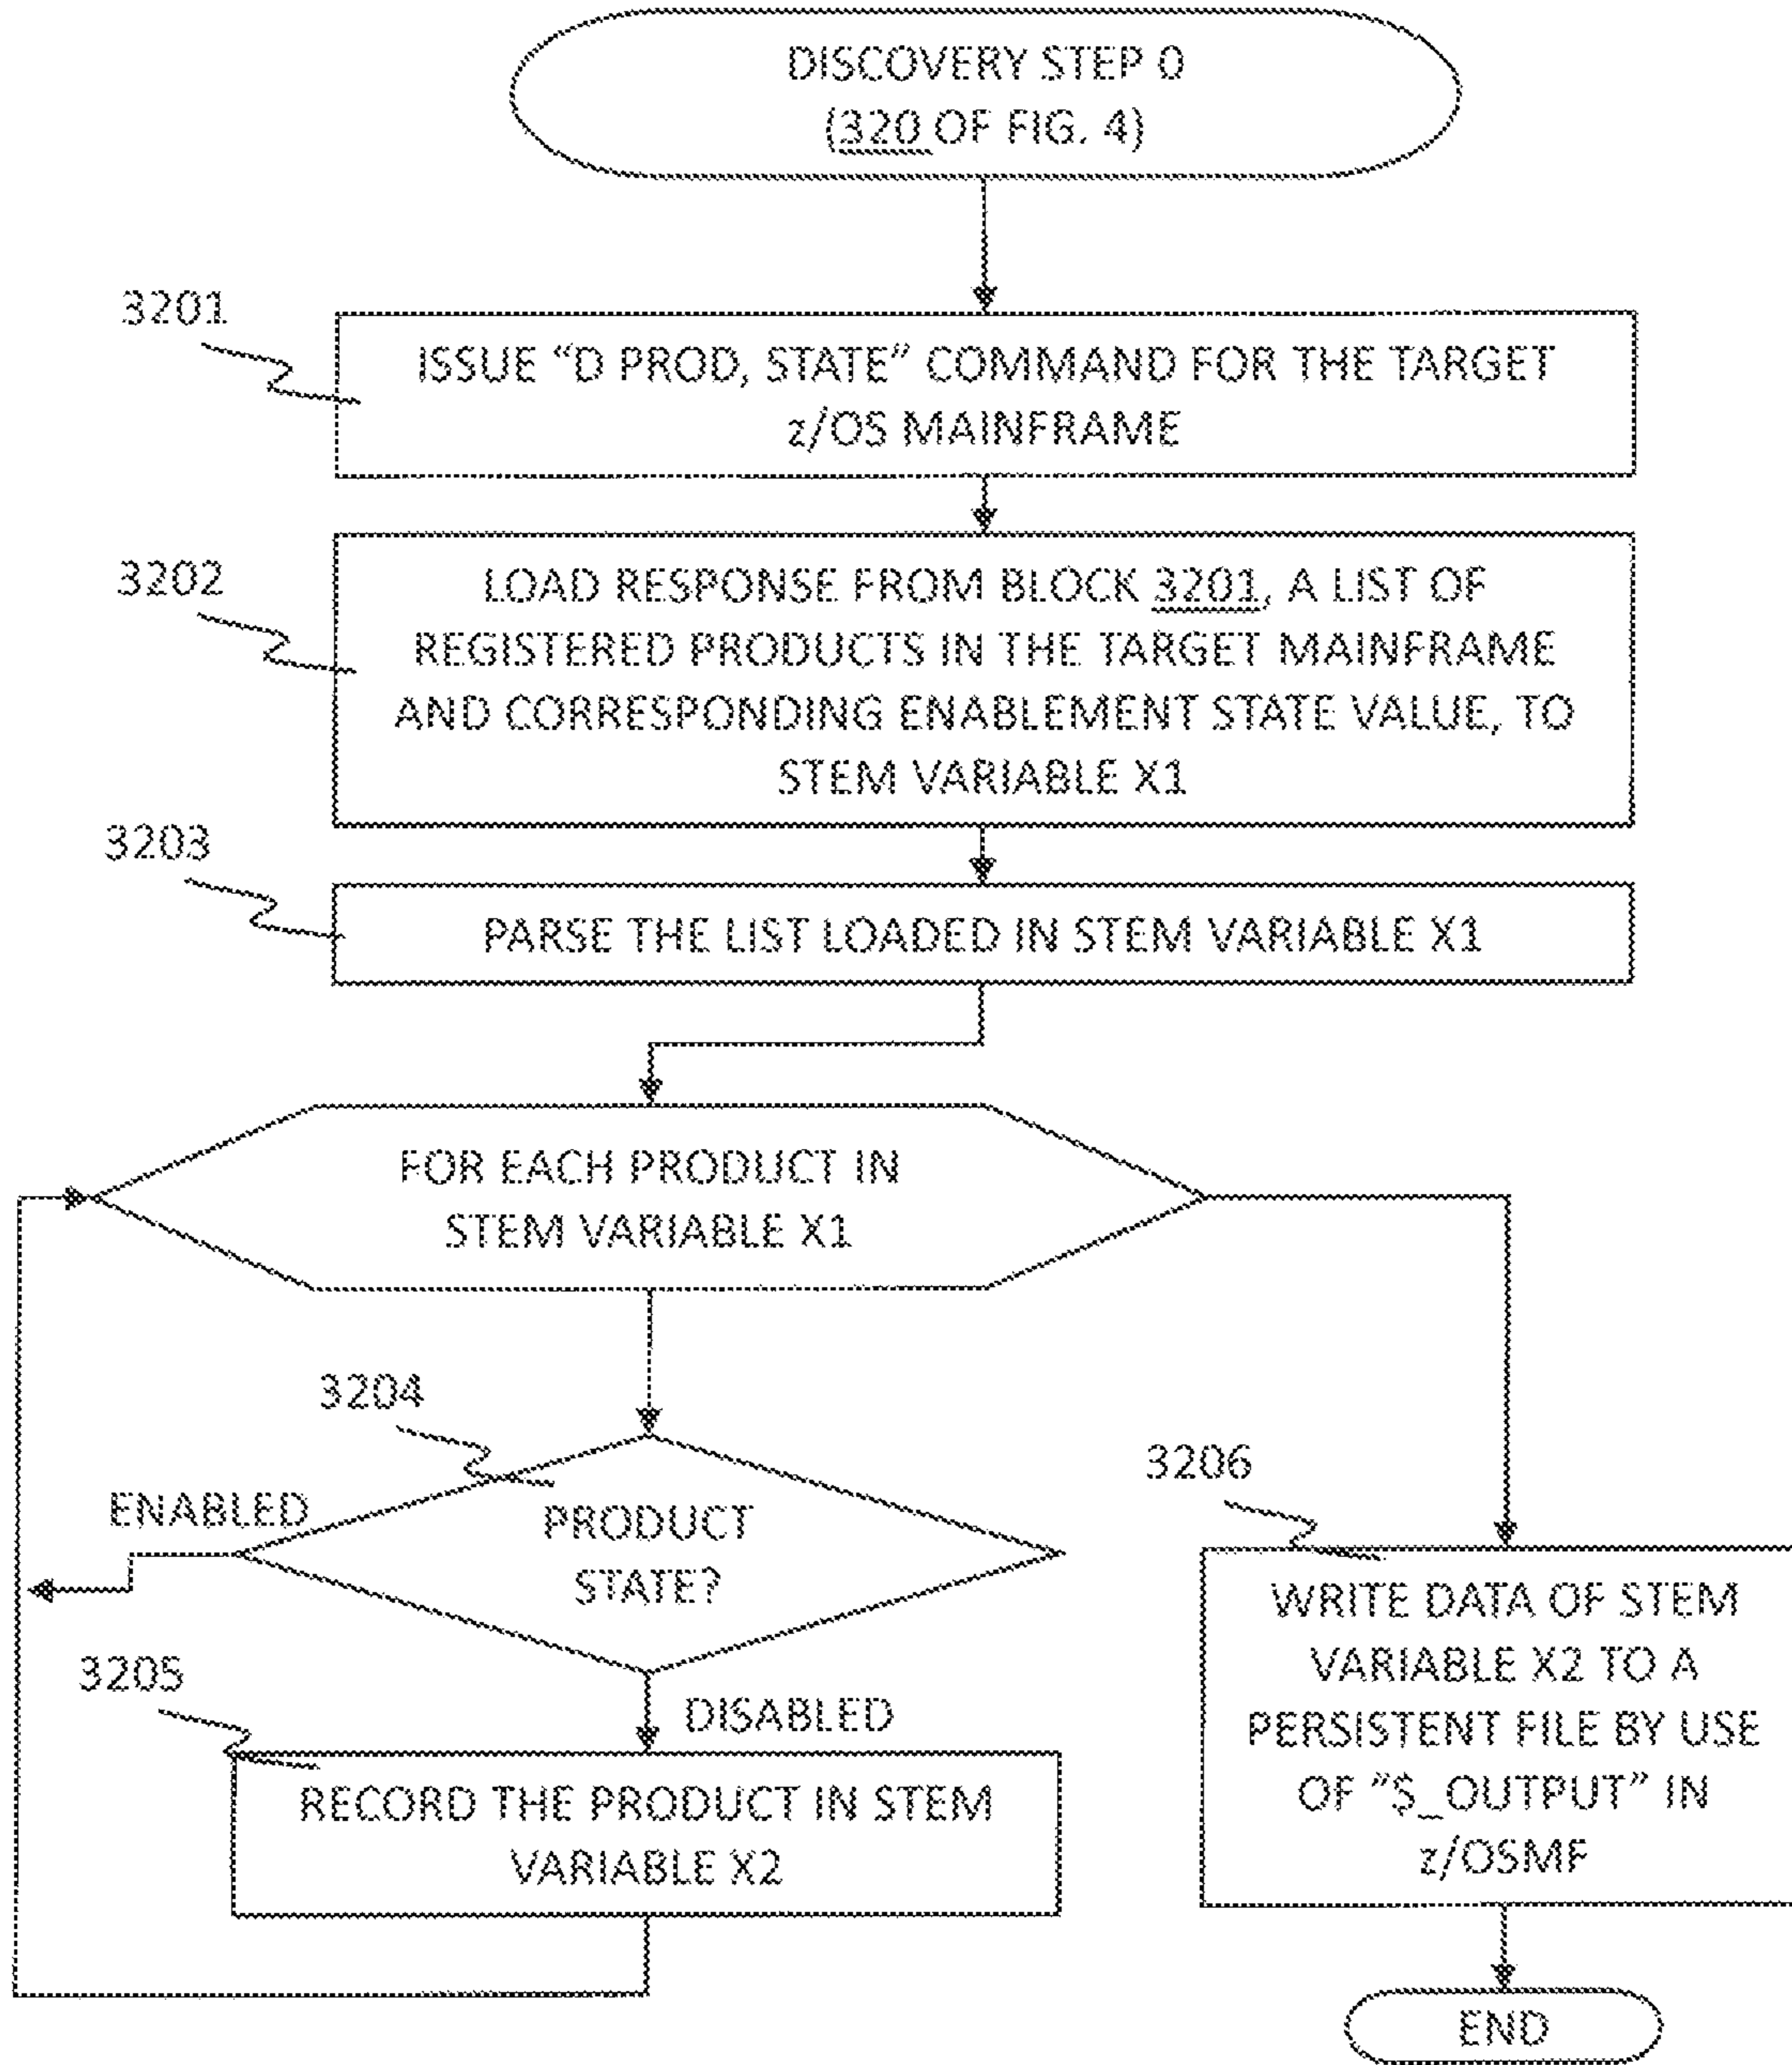 DISCOVERY STEP 0
(320 OF FIG. 4)
3201
ISSUE “D PROD, STATE” COMMAND FOR THE TARGET
z/OS MAINFRAME
3202
LOAD RESPONSE FROM BLOCK 3201, A LIST OF
REGISTERED PRODUCTS IN THE TARGET MAINFRAME
AND CORRESPONDING ENABLEMENT STATE VALUE, TO
STEM VARIABLE X1
3203
PARSE THE LIST LOADED IN STEM VARIABLE X1
FOR EACH PRODUCT IN
STEM VARIABLE X1
3204
ENABLED
PRODUCT
STATE?
DISABLED
3205
RECORD THE PRODUCT IN STEM
VARIABLE X2
3206
WRITE DATA OF STEM
VARIABLE X2 TO A
PERSISTENT FILE BY USE
OF “$_OUTPUT” IN
z/OSMF
END